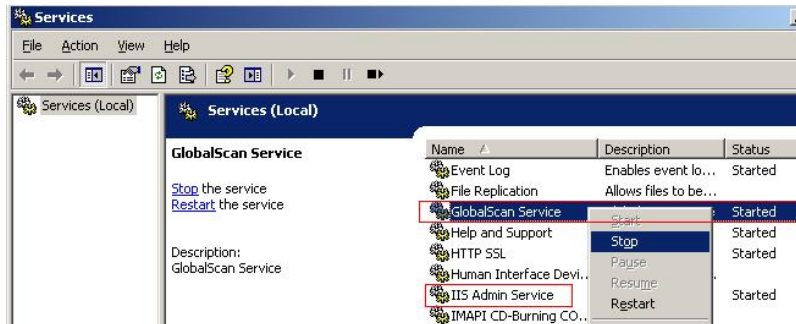 Services
File Action View Help
Services (Local)
Services (Local)
GlobalScan Service
Stop the service
Restart the service
Description:
GlobalScan Service
Name Description Status
Event Log Enables event lo... Started
File Replication Allows files to be...
GlobalScan Service Started
Help and Support Started
HTTP SSL Started
Human Interface Devi...
IIS Admin Service Started
IMAPI CD-Burning CO...
Start
Stop
Pause
Resume
Restart